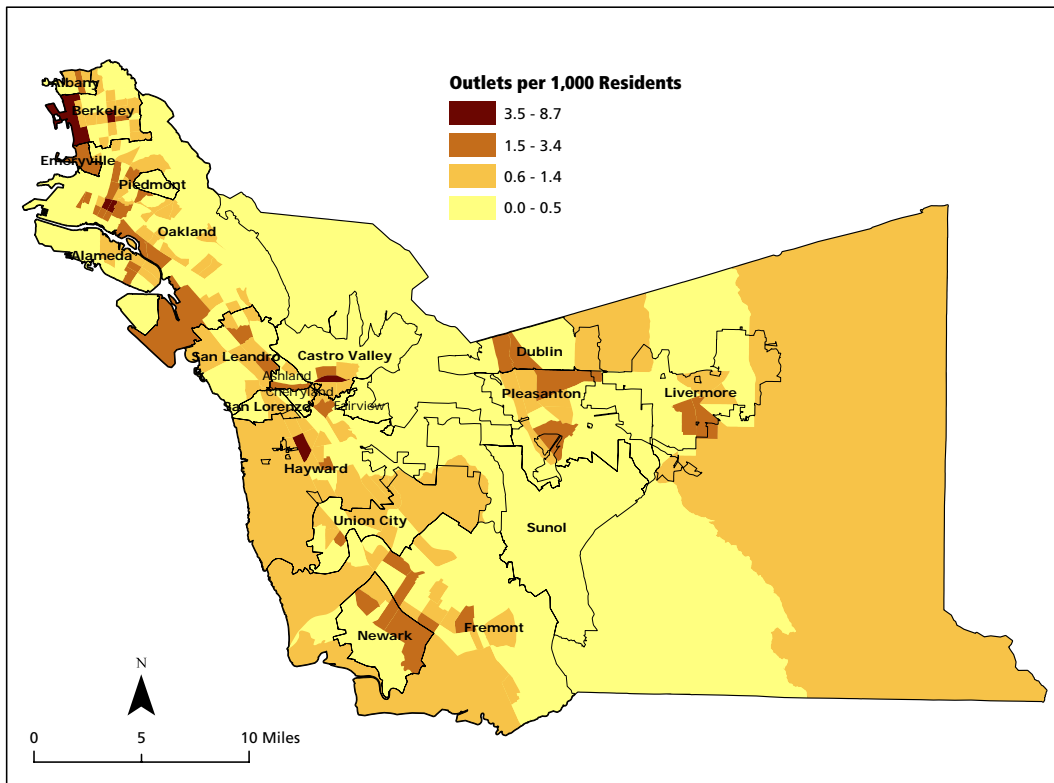 Outlets per 1,000 Residents
3.5 - 8.7
1.5 - 3.4
0.6 - 1.4
0.0 - 0.5
Albany
Berkeley
Emeryville
Piedmont
Oakland
Alameda
San Leandro
Castro Valley
Ashland
Cherryland
San Lorenzo
Fairview
Hayward
Union City
Newark
Fremont
Sunol
Dublin
Pleasanton
Livermore
N
0 5 10 Miles